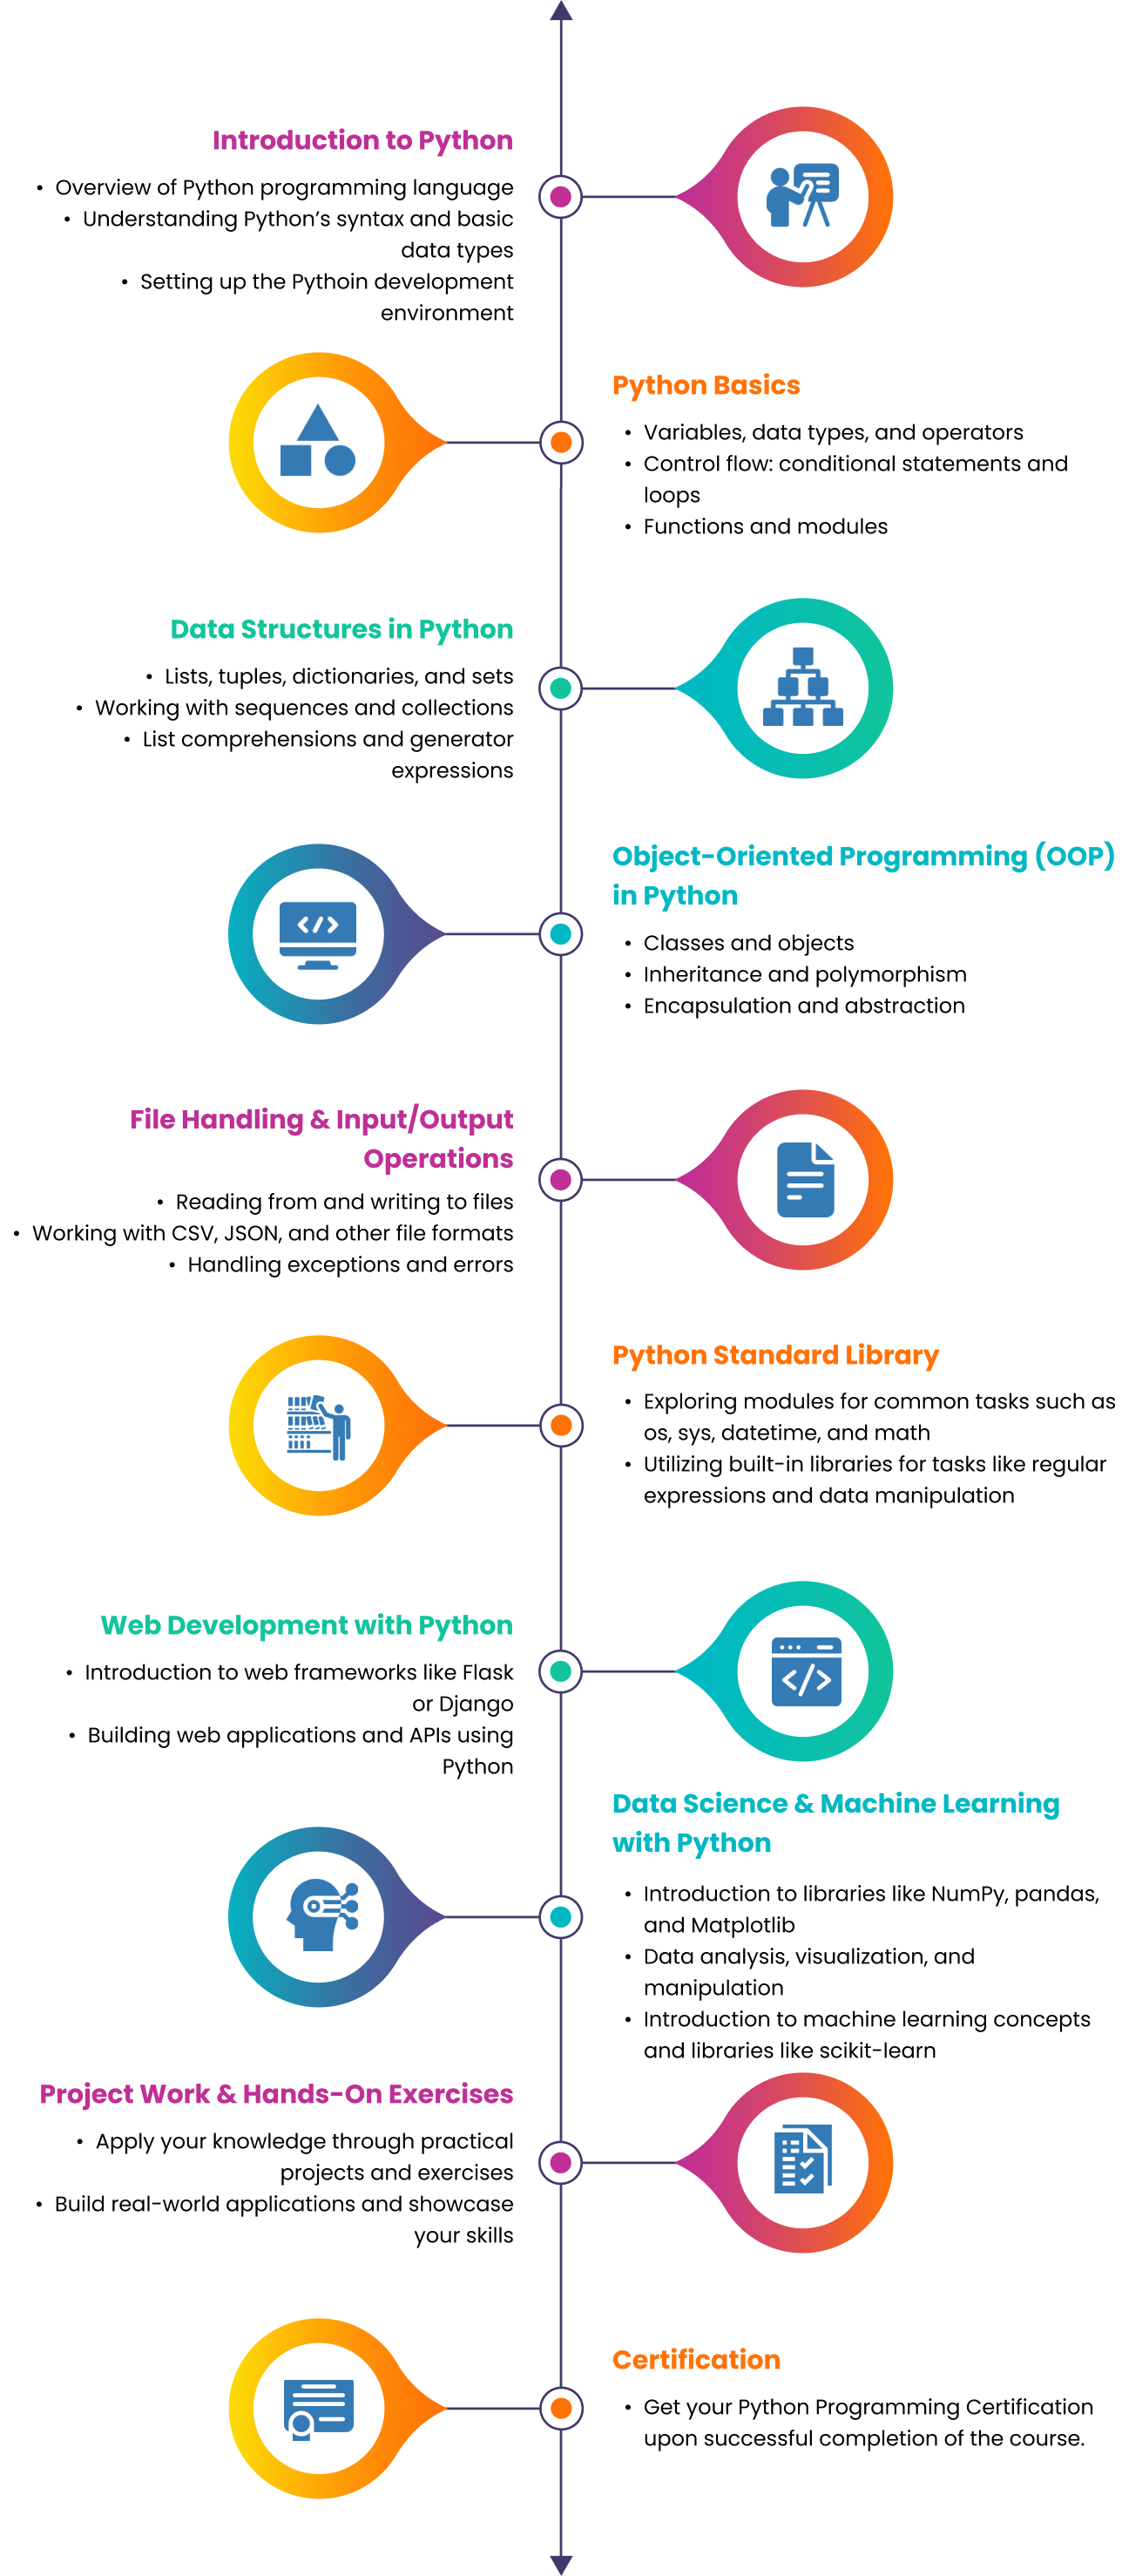 Introduction to Python
• Overview of Python programming language
• Understanding Python's syntax and basic
data types
• Setting up the Pythoin development
environment
Python Basics
• Variables, data types, and operators
• Control flow: conditional statements and
loops
• Functions and modules
Data Structures in Python
• Lists, tuples, dictionaries, and sets
• Working with sequences and collections
• List comprehensions and generator
expressions
Object-Oriented Programming (OOP)
in Python
• Classes and objects
• Inheritance and polymorphism
• Encapsulation and abstraction
File Handling & Input/Output
Operations
• Reading from and writing to files
• Working with CSV, JSON, and other file formats
• Handling exceptions and errors
Python Standard Library
• Exploring modules for common tasks such as
os, sys, datetime, and math
• Utilizing built-in libraries for tasks like regular
expressions and data manipulation
Web Development with Python
• Introduction to web frameworks like Flask
or Django
• Building web applications and APIs using
Python
Data Science & Machine Learning
with Python
• Introduction to libraries like NumPy, pandas,
and Matplotlib
• Data analysis, visualization, and
manipulation
• Introduction to machine learning concepts
and libraries like scikit-learn
Project Work & Hands-On Exercises
• Apply your knowledge through practical
projects and exercises
• Build real-world applications and showcase
your skills
Certification
• Get your Python Programming Certification
upon successful completion of the course.